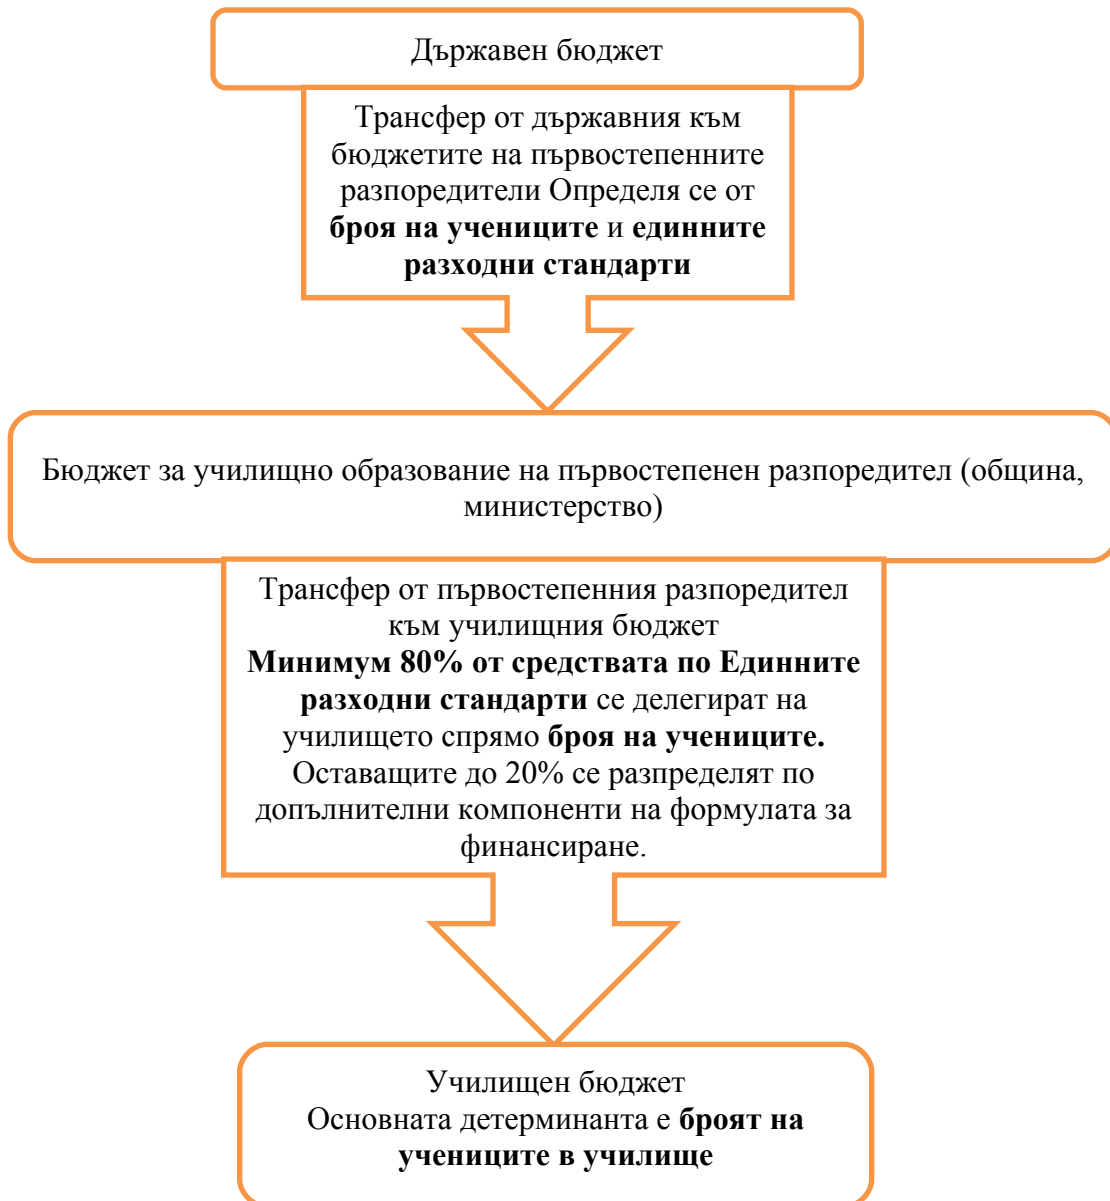 Държавен бюджет
Трансфер от държавния към
бюджетите на първостепенните
разпоредители Определя се от
броя на учениците и единните
разходни стандарти
Бюджет за училищно образование на първостепенен разпоредител (община,
министерство)
Трансфер от първостепенния разпоредител
към училищния бюджет
Минимум 80% от средствата по Единните
разходни стандарти се делегират на
училището спрямо броя на учениците.
Оставащите до 20% се разпределят по
допълнителни компоненти на формулата за
финансиране.
Училищен бюджет
Основната детерминанта е броят на
учениците в училище